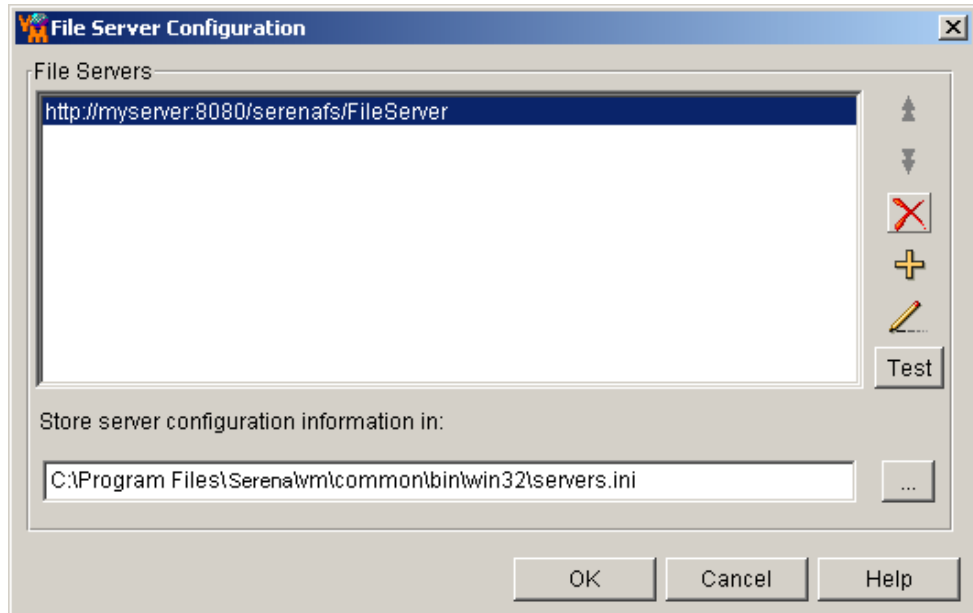 VM File Server Configuration
File Servers
http://myserver:8080/serenafs/FileServer
Test
Store server configuration information in:
C:\Program Files\Serena\vm\common\bin\win32\servers.ini
...
OK
Cancel
Help